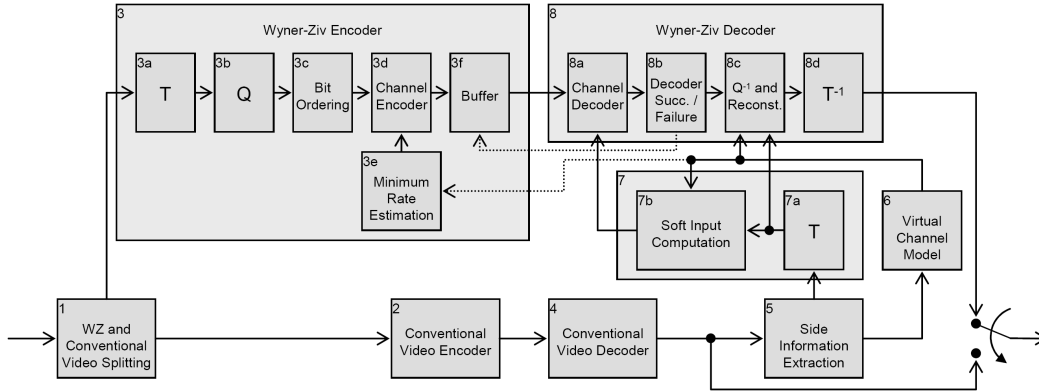 3
Wyner-Ziv Encoder
3a
T
3b
Q
3c
Bit
Ordering
3d
Channel
Encoder
3f
Buffer
3e
Minimum
Rate
Estimation
8
Wyner-Ziv Decoder
8a
Channel
Decoder
8b
Decoder
Succ. /
Failure
8c
Q-1 and
Reconst.
8d
T-1
7
7b
Soft Input
Computation
7a
T
6
Virtual
Channel
Model
1
WZ and
Conventional
Video Splitting
2
Conventional
Video Encoder
4
Conventional
Video Decoder
5
Side
Information
Extraction